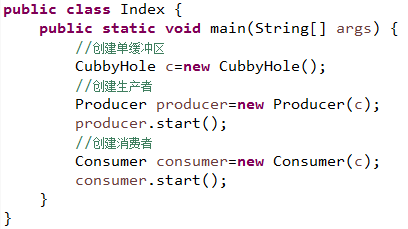 public class Index {
    public static void main(String[] args) {
        //创建单缓冲区
        CubbyHole c=new CubbyHole();
        //创建生产者
        Producer producer=new Producer(c);
        producer.start();
        //创建消费者
        Consumer consumer=new Consumer(c);
        consumer.start();
    }
}